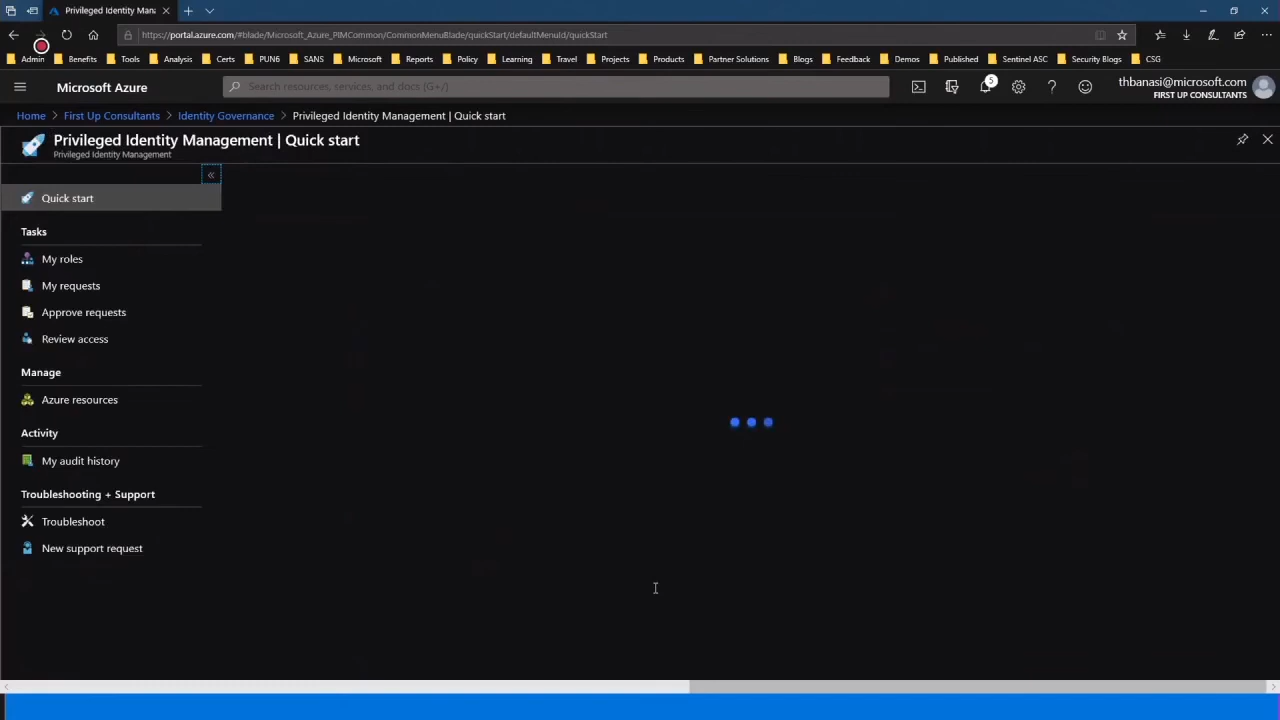 Privileged Identity Mana
https://portal.azure.com/#blade/Microsoft_Azure_PIMCommon/CommonMenuBlade/quickStart/defaultMenuId/quickStart
Admin Benefits Tools Analysis Certs PUN6 SANS Microsoft Reports Policy Learning Travel Projects Products Partner Solutions Blogs Feedback Demos Published Sentinel ASC Security Blogs CSG
Microsoft Azure
Search resources, services, and docs (G+/)
5
thbanasi@microsoft.com
FIRST UP CONSULTANTS
Home > First Up Consultants > Identity Governance > Privileged Identity Management | Quick start
Privileged Identity Management | Quick start
Privileged Identity Management
«
Quick start
Tasks
My roles
My requests
Approve requests
Review access
Manage
Azure resources
Activity
My audit history
Troubleshooting + Support
Troubleshoot
New support request